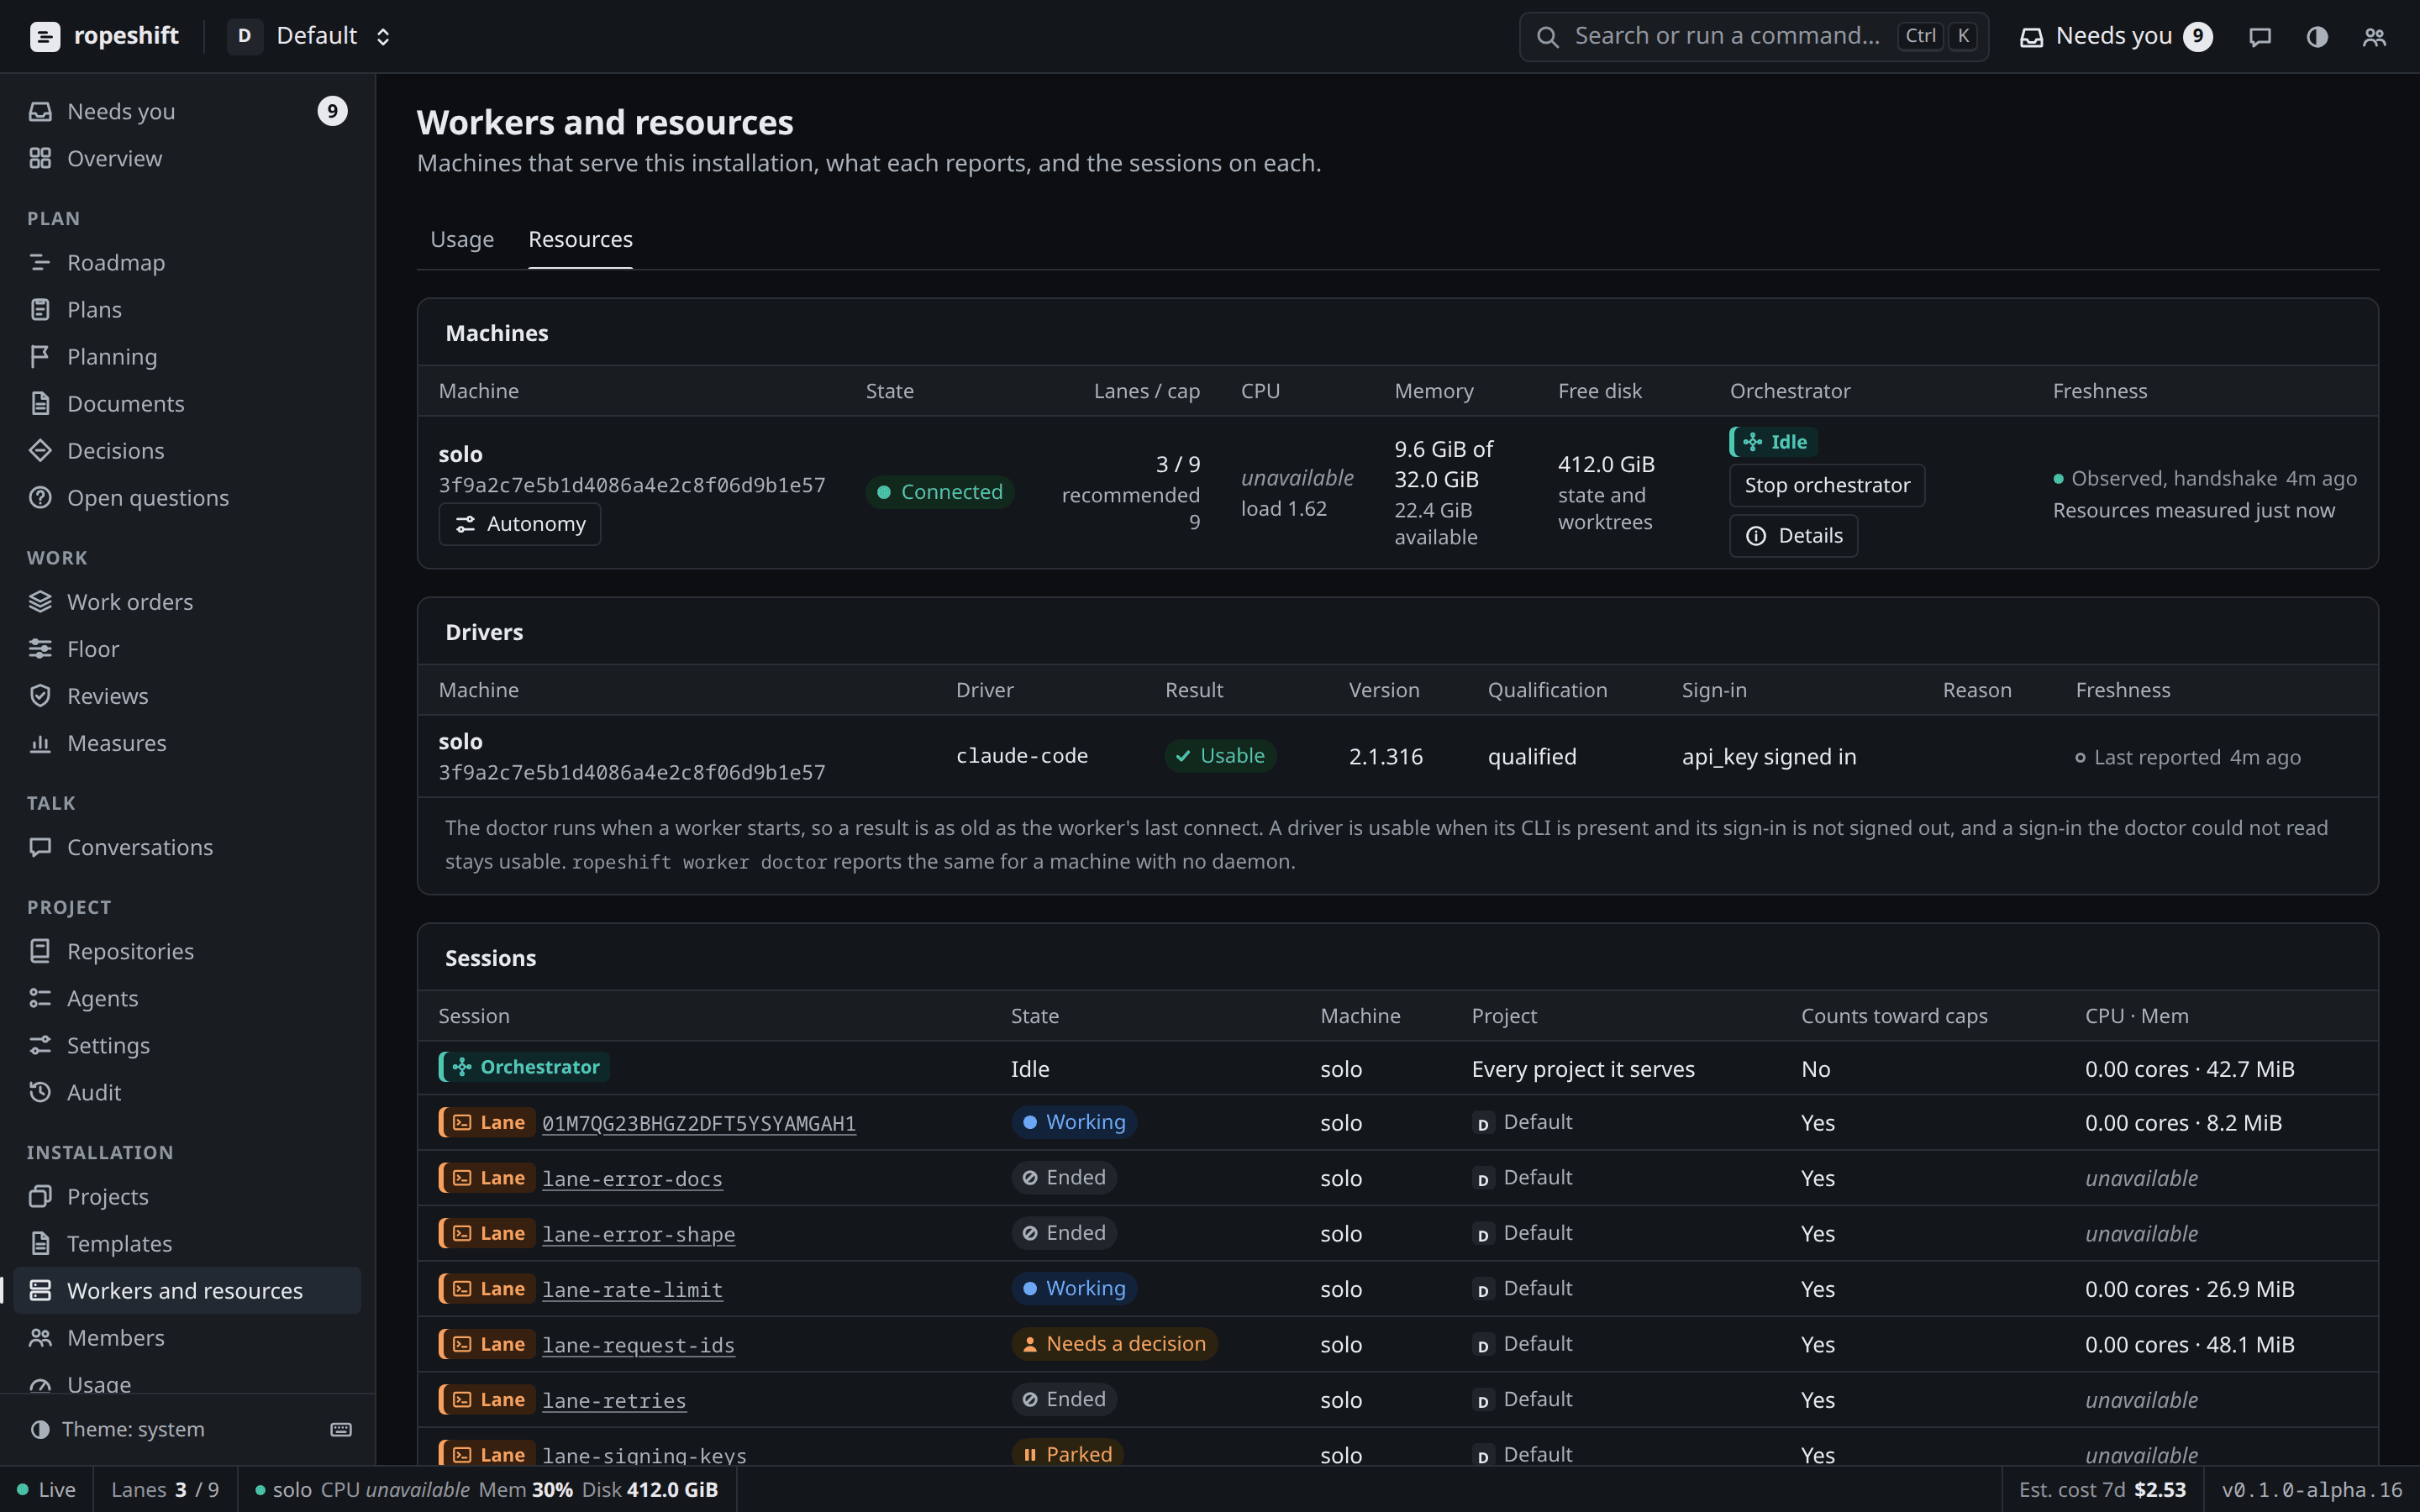 ropeshift
D Default
Search or run a command... Ctrl K
Needs you 9
Needs you 9
Overview
PLAN
Roadmap
Plans
Planning
Documents
Decisions
Open questions
WORK
Work orders
Floor
Reviews
Measures
TALK
Conversations
PROJECT
Repositories
Agents
Settings
Audit
INSTALLATION
Projects
Templates
Workers and resources
Members
Usage
Theme: system
Workers and resources
Machines that serve this installation, what each reports, and the sessions on each.
Usage Resources
Machines
Machine State Lanes / cap CPU Memory Free disk Orchestrator Freshness
solo
3f9a2c7e5b1d4086a4e2c8f06d9b1e57
Autonomy
Connected
3 / 9
recommended
9
unavailable
load 1.62
9.6 GiB of
32.0 GiB
22.4 GiB
available
412.0 GiB
state and
worktrees
Idle
Stop orchestrator
Details
Observed, handshake 4m ago
Resources measured just now
Drivers
Machine Driver Result Version Qualification Sign-in Reason Freshness
solo
3f9a2c7e5b1d4086a4e2c8f06d9b1e57
claude-code Usable 2.1.316 qualified api_key signed in Last reported 4m ago
The doctor runs when a worker starts, so a result is as old as the worker's last connect. A driver is usable when its CLI is present and its sign-in is not signed out, and a sign-in the doctor could not read
stays usable. ropeshift worker doctor reports the same for a machine with no daemon.
Sessions
Session State Machine Project Counts toward caps CPU · Mem
Orchestrator Idle solo Every project it serves No 0.00 cores · 42.7 MiB
Lane 01M7QG23BHGZ2DFT5YSYAMGAH1 Working solo D Default Yes 0.00 cores · 8.2 MiB
Lane lane-error-docs Ended solo D Default Yes unavailable
Lane lane-error-shape Ended solo D Default Yes unavailable
Lane lane-rate-limit Working solo D Default Yes 0.00 cores · 26.9 MiB
Lane lane-request-ids Needs a decision solo D Default Yes 0.00 cores · 48.1 MiB
Lane lane-retries Ended solo D Default Yes unavailable
Lane lane-signing-keys Parked solo D Default Yes unavailable
Live Lanes 3 / 9 solo CPU unavailable Mem 30% Disk 412.0 GiB Est. cost 7d $2.53 v0.1.0-alpha.16